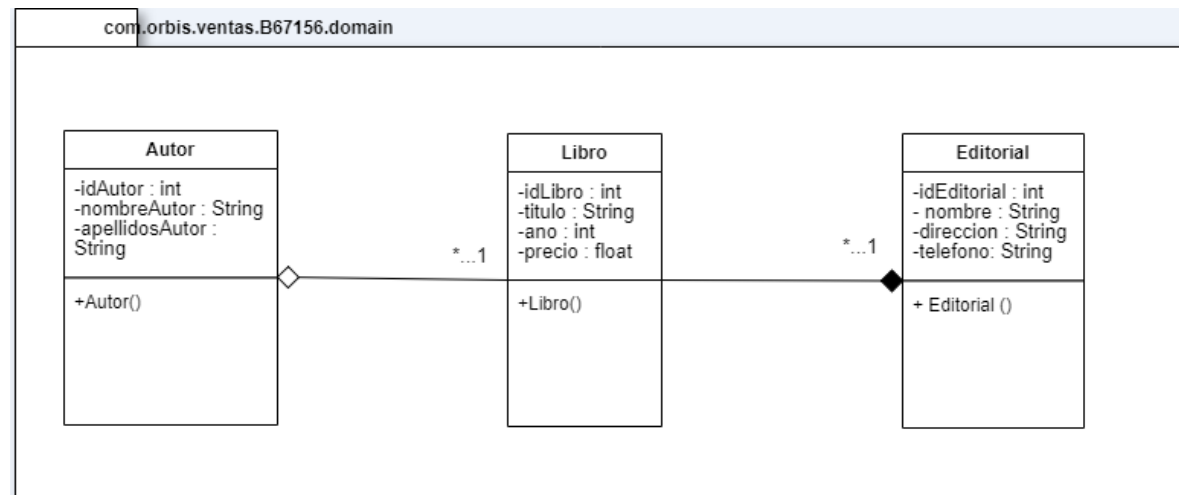 com.orbis.ventas.B67156.domain
Autor
-idAutor : int
-nombreAutor : String
-apellidosAutor :
String
+Autor()
*...1
Libro
-idLibro : int
-titulo : String
-ano : int
-precio : float
+Libro()
*...1
Editorial
-idEditorial : int
- nombre : String
-direccion : String
-telefono: String
+ Editorial ()